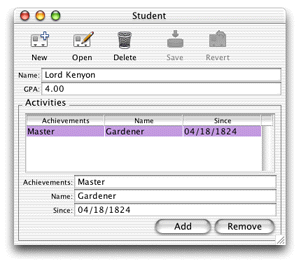 Student
New Open Delete Save Revert
Name: Lord Kenyon
GPA: 4.00
Activities
Achievements Name Since
Master Gardener 04/18/1824
Achievements: Master
Name: Gardener
Since: 04/18/1824
Add Remove